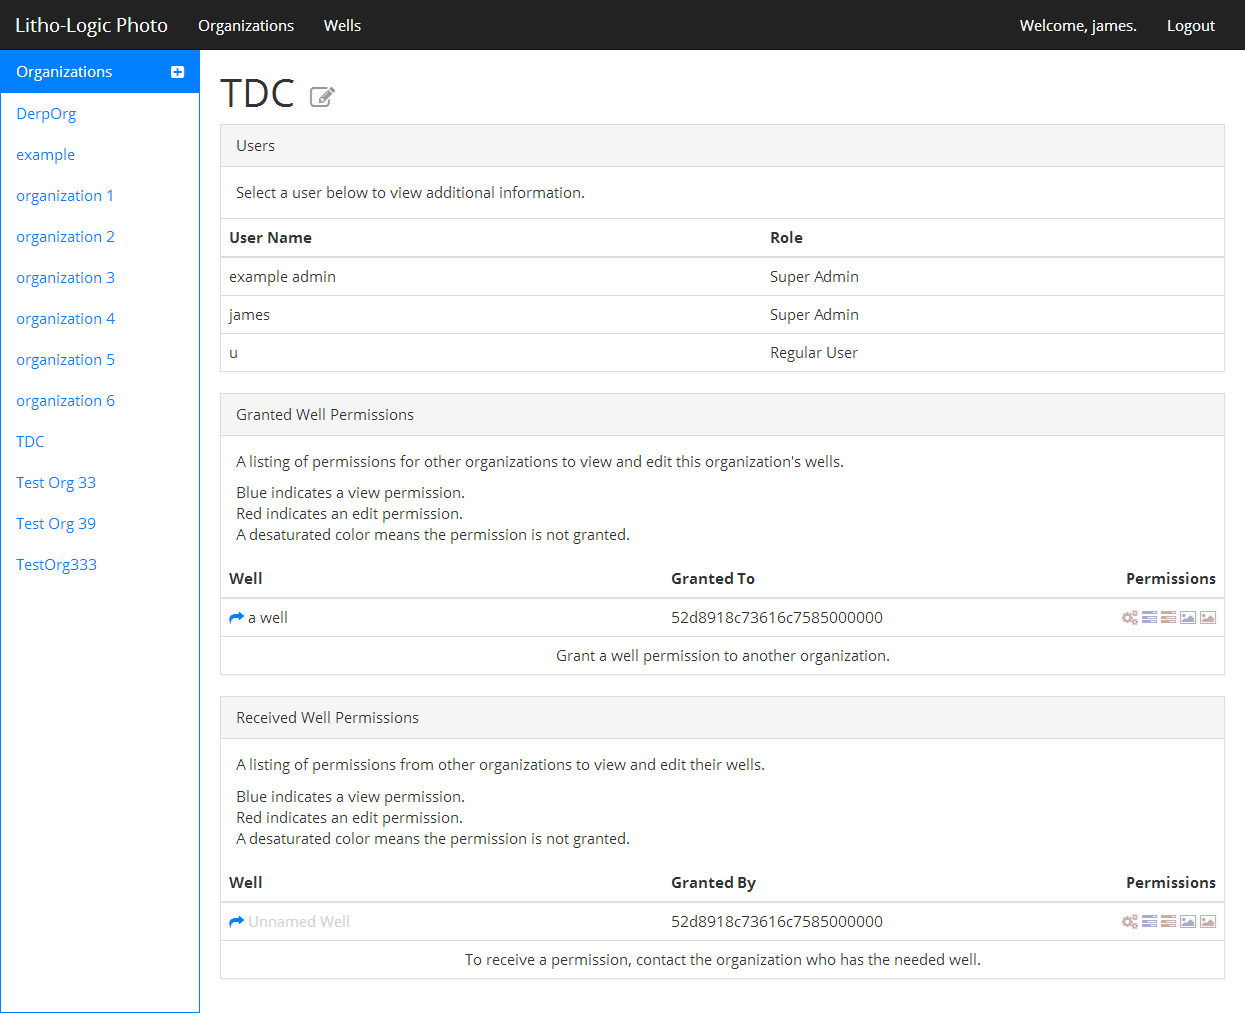 Litho-Logic Photo Organizations Wells Welcome, james. Logout
Organizations
DerpOrg
example
organization 1
organization 2
organization 3
organization 4
organization 5
organization 6
TDC
Test Org 33
Test Org 39
TestOrg333
TDC
Users
Select a user below to view additional information.
User Name Role
example admin Super Admin
james Super Admin
u Regular User
Granted Well Permissions
A listing of permissions for other organizations to view and edit this organization's wells.
Blue indicates a view permission.
Red indicates an edit permission.
A desaturated color means the permission is not granted.
Well Granted To Permissions
a well 52d8918c73616c7585000000
Grant a well permission to another organization.
Received Well Permissions
A listing of permissions from other organizations to view and edit their wells.
Blue indicates a view permission.
Red indicates an edit permission.
A desaturated color means the permission is not granted.
Well Granted By Permissions
Unnamed Well 52d8918c73616c7585000000
To receive a permission, contact the organization who has the needed well.